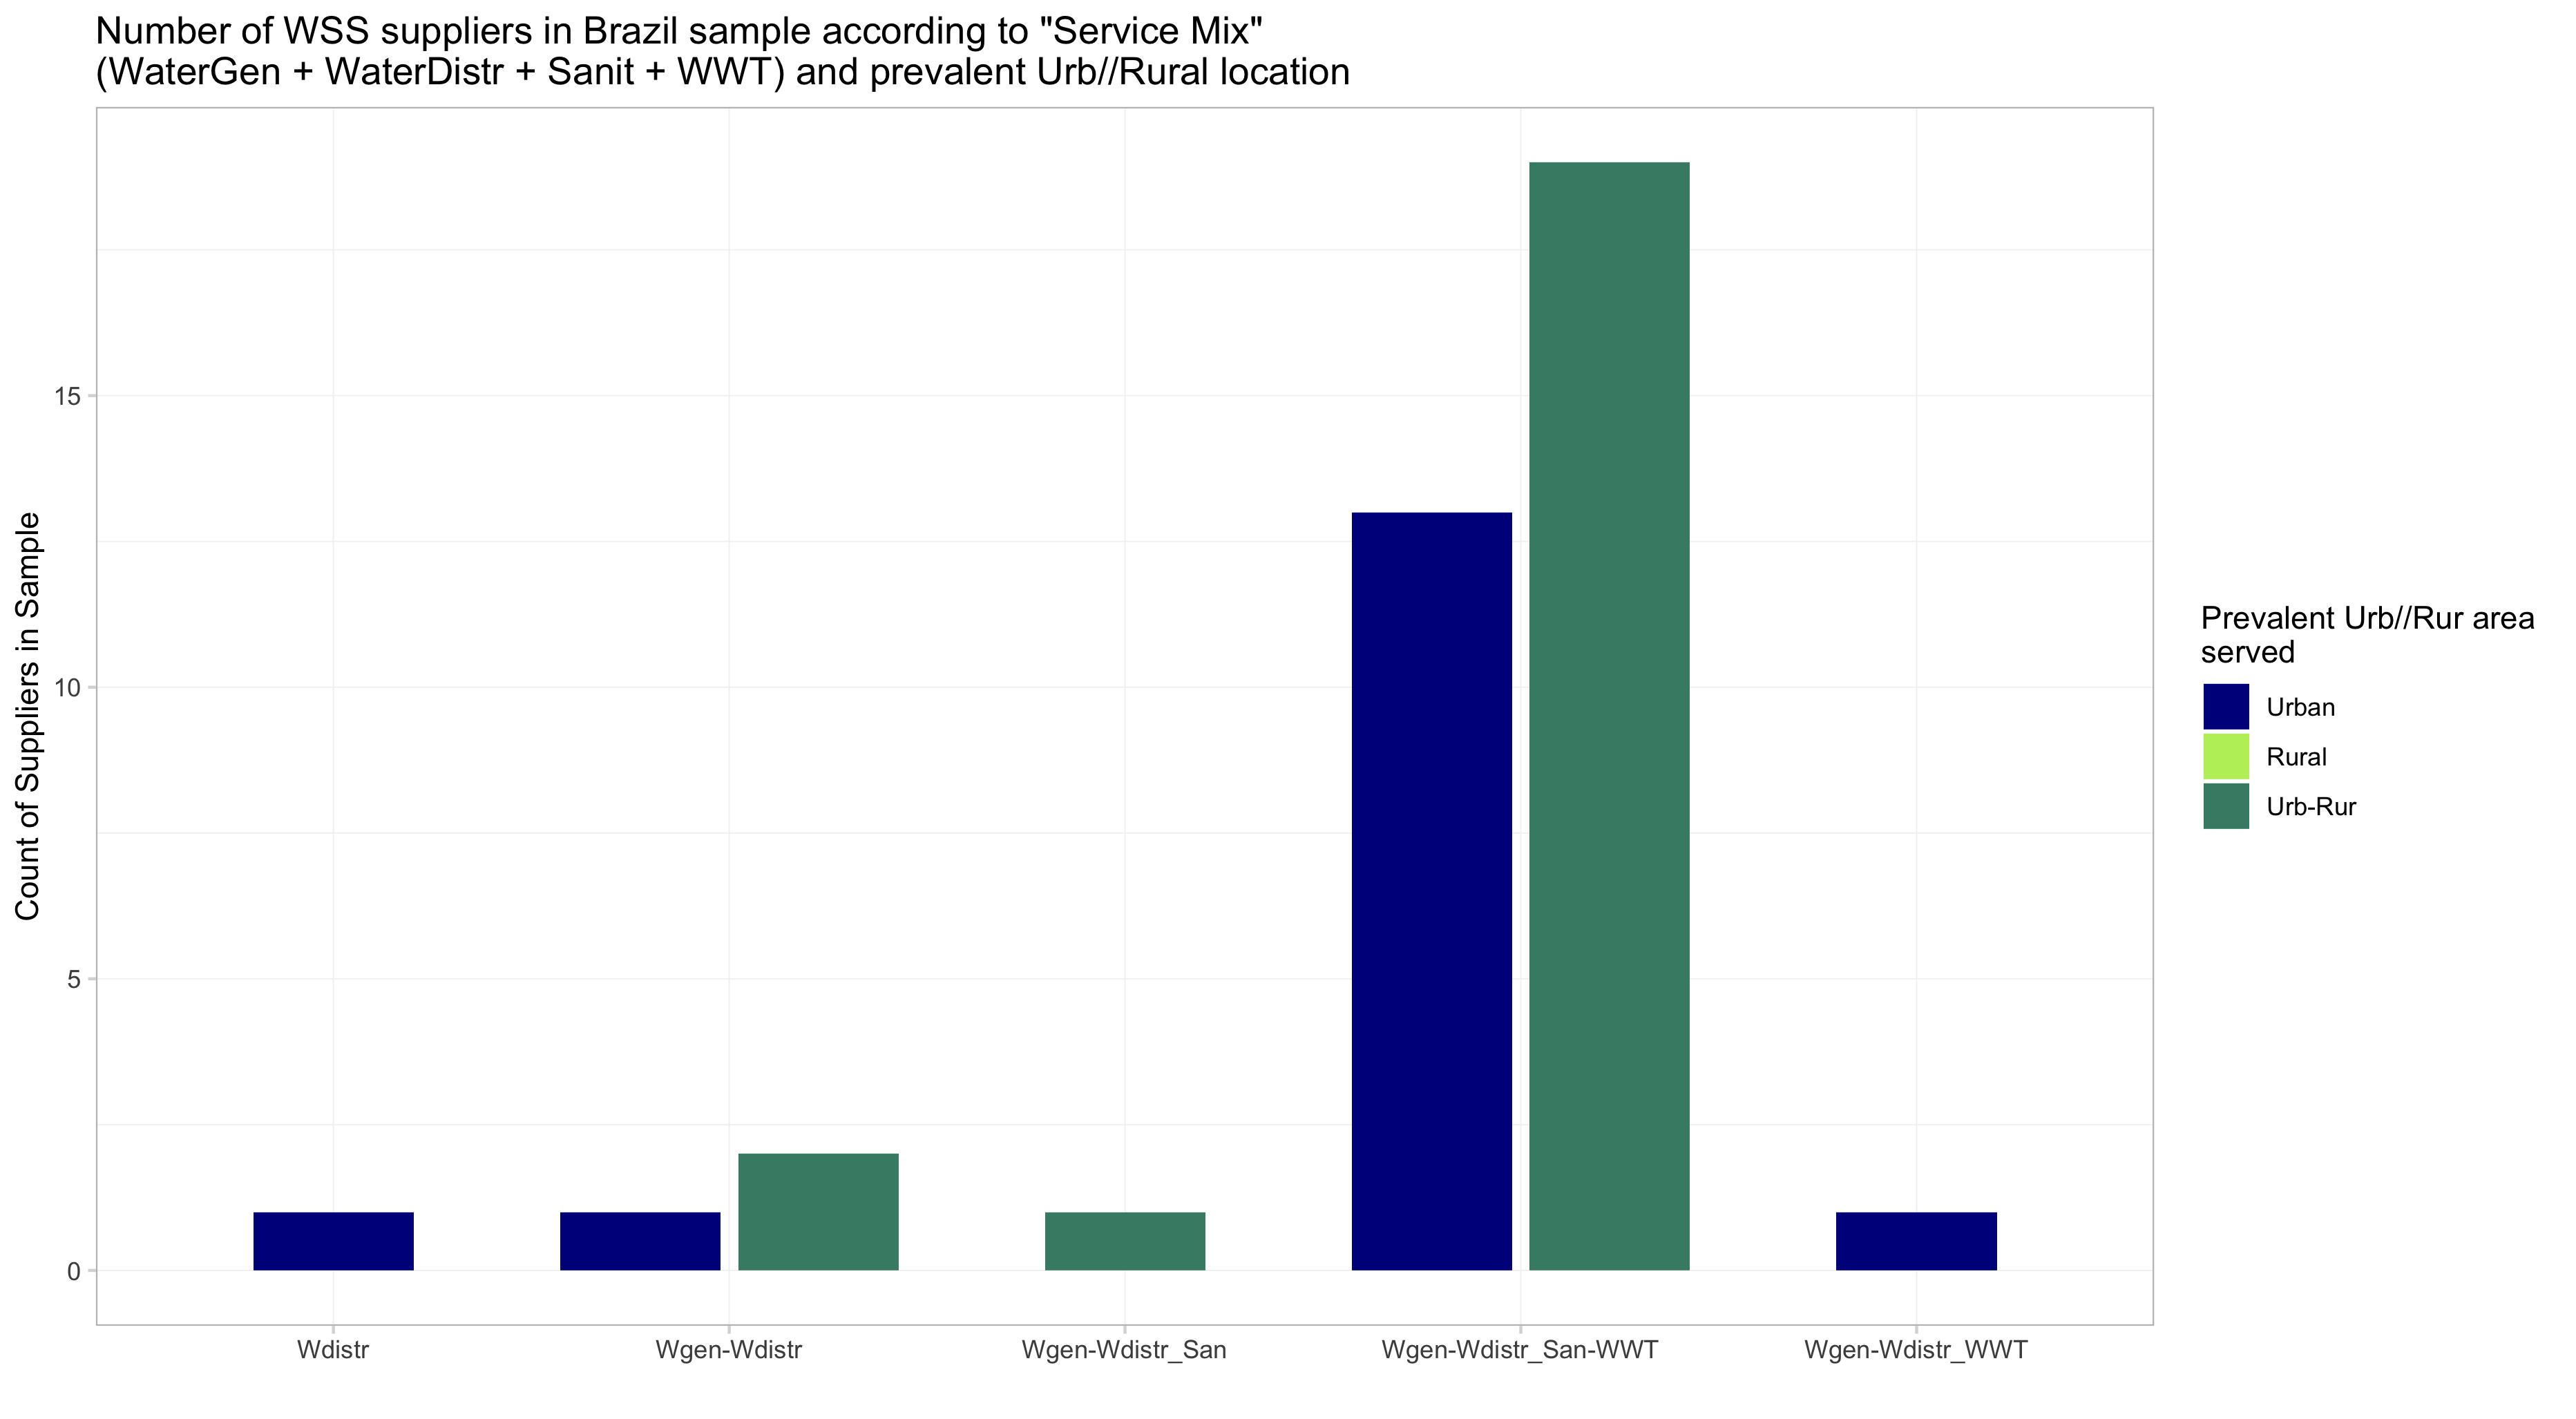 Number of WSS suppliers in Brazil sample according to "Service Mix"
(WaterGen + WaterDistr + Sanit + WWT) and prevalent Urb//Rural location
Count of Suppliers in Sample
15
10
5
0
Wdistr
Wgen-Wdistr
Wgen-Wdistr_San
Wgen-Wdistr_San-WWT
Wgen-Wdistr_WWT
Prevalent Urb//Rur area
served
Urban
Rural
Urb-Rur